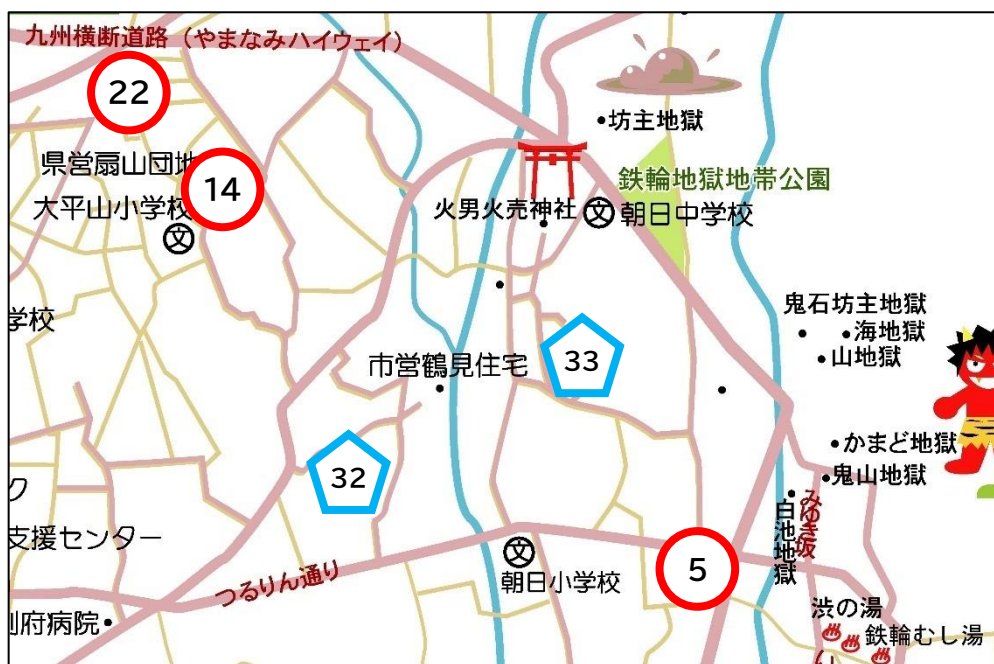 九州横断道路（やまなみハイウェイ）
22
坊主地獄
県営扇山団地
14
鉄輪地獄地帯公園
大平山小学校
文
火男火売神社
文
朝日中学校
鬼石坊主地獄
学校
海地獄
山地獄
市営鶴見住宅
33
かまど地獄
32
鬼山地獄
ク
みゆき坂
白池地獄
支援センター
文
つるりん通り
朝日小学校
5
渋の湯
別府病院
鉄輪むし湯